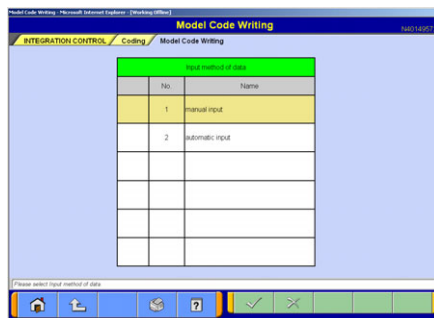 Model Code Writing - Microsoft Internet Explorer - [Working Offline]
Model Code Writing
N4014957
INTEGRATION CONTROL Coding Model Code Writing
Input method of data
No. Name
1 manual input
2 automatic input
Please select input method of data.
?